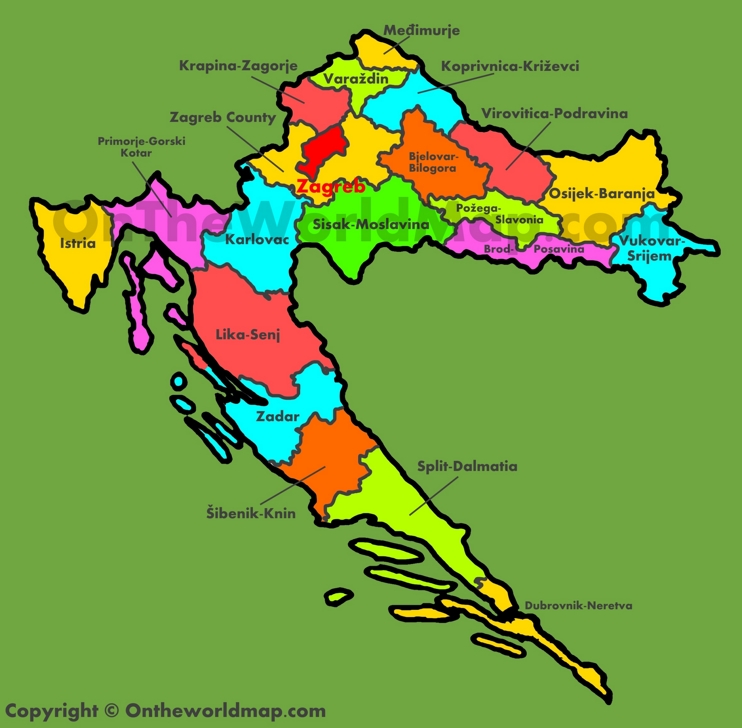 Međimurje
Krapina-Zagorje
Varaždin
Koprivnica-Križevci
Zagreb County
Virovitica-Podravina
Primorje-Gorski
Kotar
Bjelovar-
Bilogora
Zagreb
Osijek-Baranja
Požega-
Slavonia
OnTheWorldMap.com
Istria
Karlovac
Sisak-Moslavina
Brod-
Posavina
Vukovar-
Srijem
Lika-Senj
Zadar
Split-Dalmatia
Šibenik-Knin
Dubrovnik-Neretva
Copyright © Ontheworldmap.com